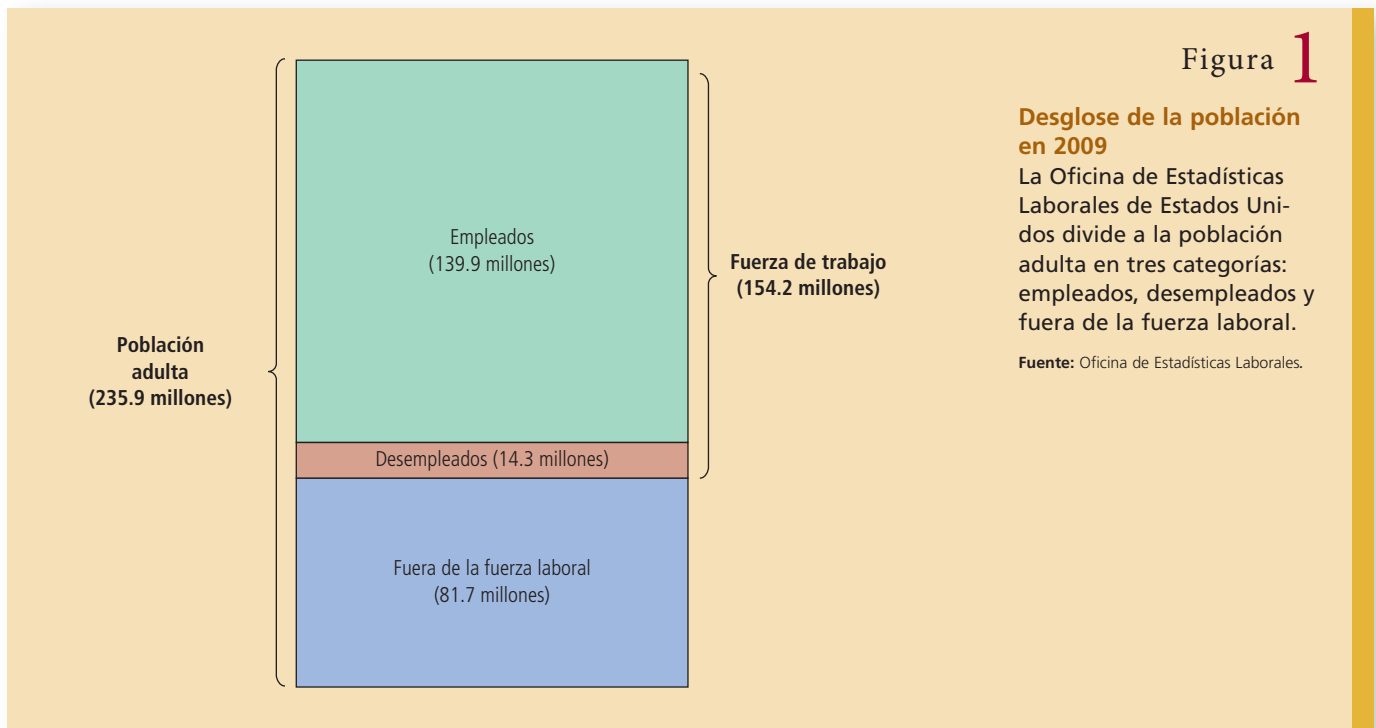 Figura 1
Desglose de la población
en 2009
La Oficina de Estadísticas
Laborales de Estados Uni-
dos divide a la población
adulta en tres categorías:
empleados, desempleados y
fuera de la fuerza laboral.
Fuente: Oficina de Estadísticas Laborales.
Población
adulta
(235.9 millones)
Empleados
(139.9 millones)
Desempleados (14.3 millones)
Fuera de la fuerza laboral
(81.7 millones)
Fuerza de trabajo
(154.2 millones)